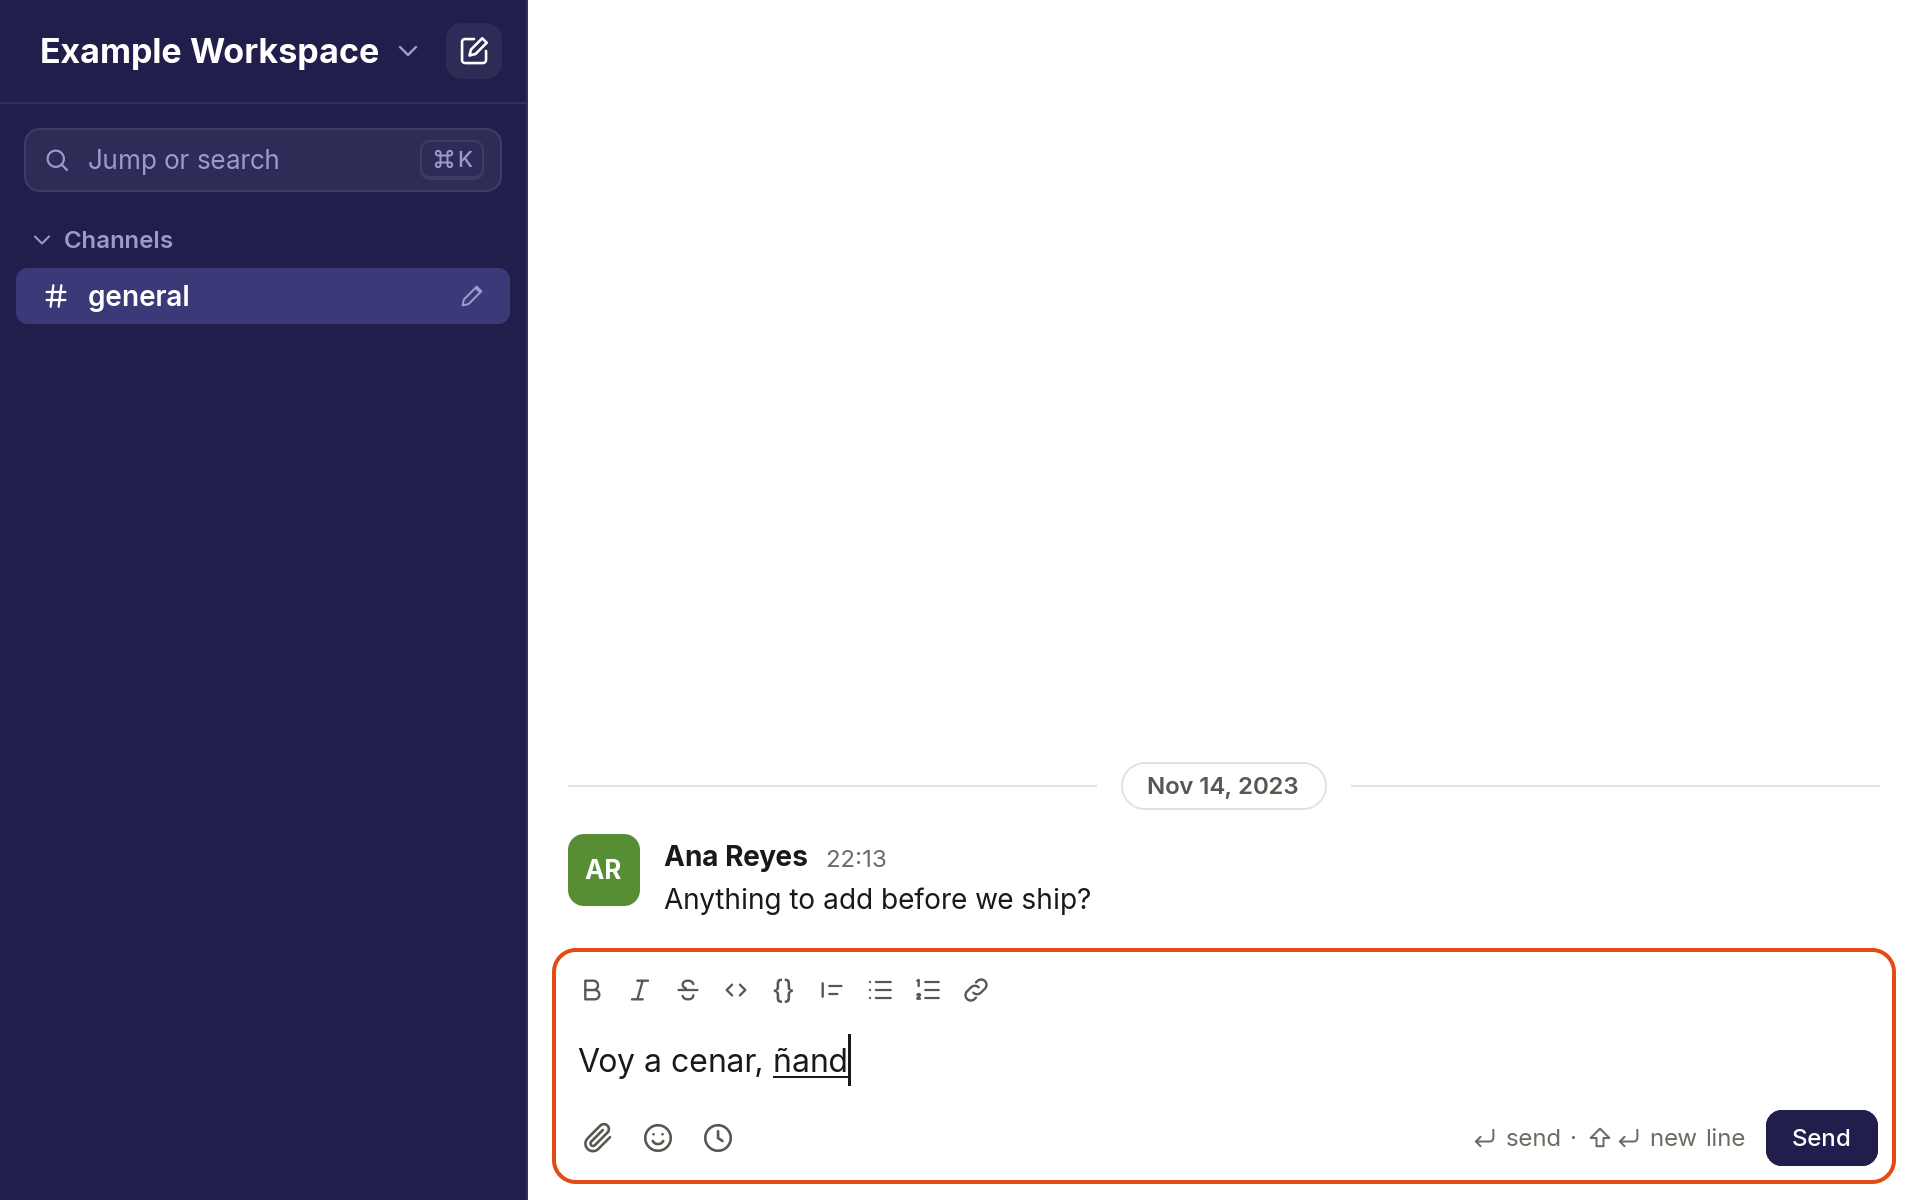 Example Workspace
Jump or search ⌘K
Channels
general
Nov 14, 2023
AR
Ana Reyes 22:13
Anything to add before we ship?
Voy a cenar, ñand
send · new line
Send